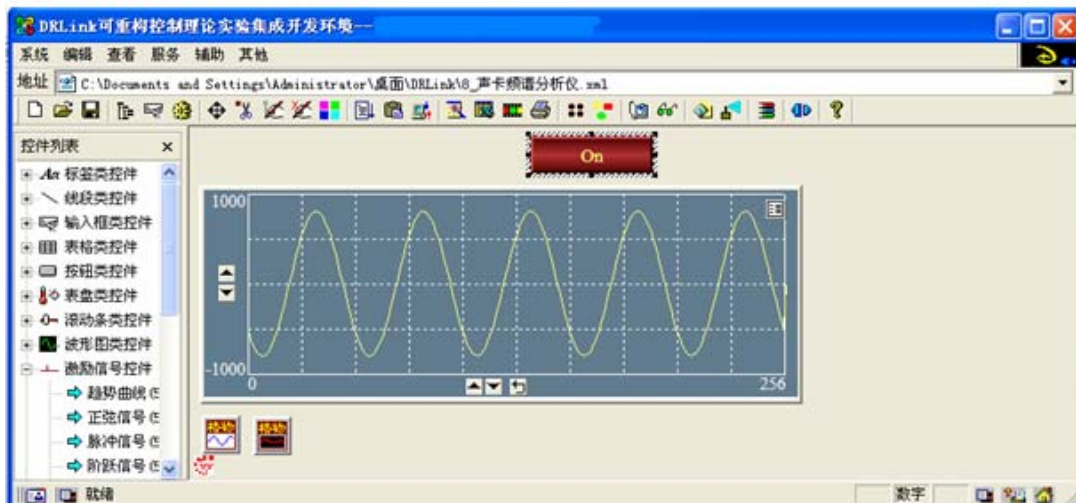 DRLink可重构控制理论实验集成开发环境--
系统 编辑 查看 服务 辅助 其他
地址 C:\Documents and Settings\Administrator\桌面\DRLink\8_声卡频谱分析仪.xml
控件列表
On
Aa 标签类控件
线段类控件
输入框类控件
表格类控件
按钮类控件
表盘类控件
滚动条类控件
波形图类控件
激励信号控件
趋势曲线
正弦信号
脉冲信号
阶跃信号
1000
-1000
0 256
就绪 数字